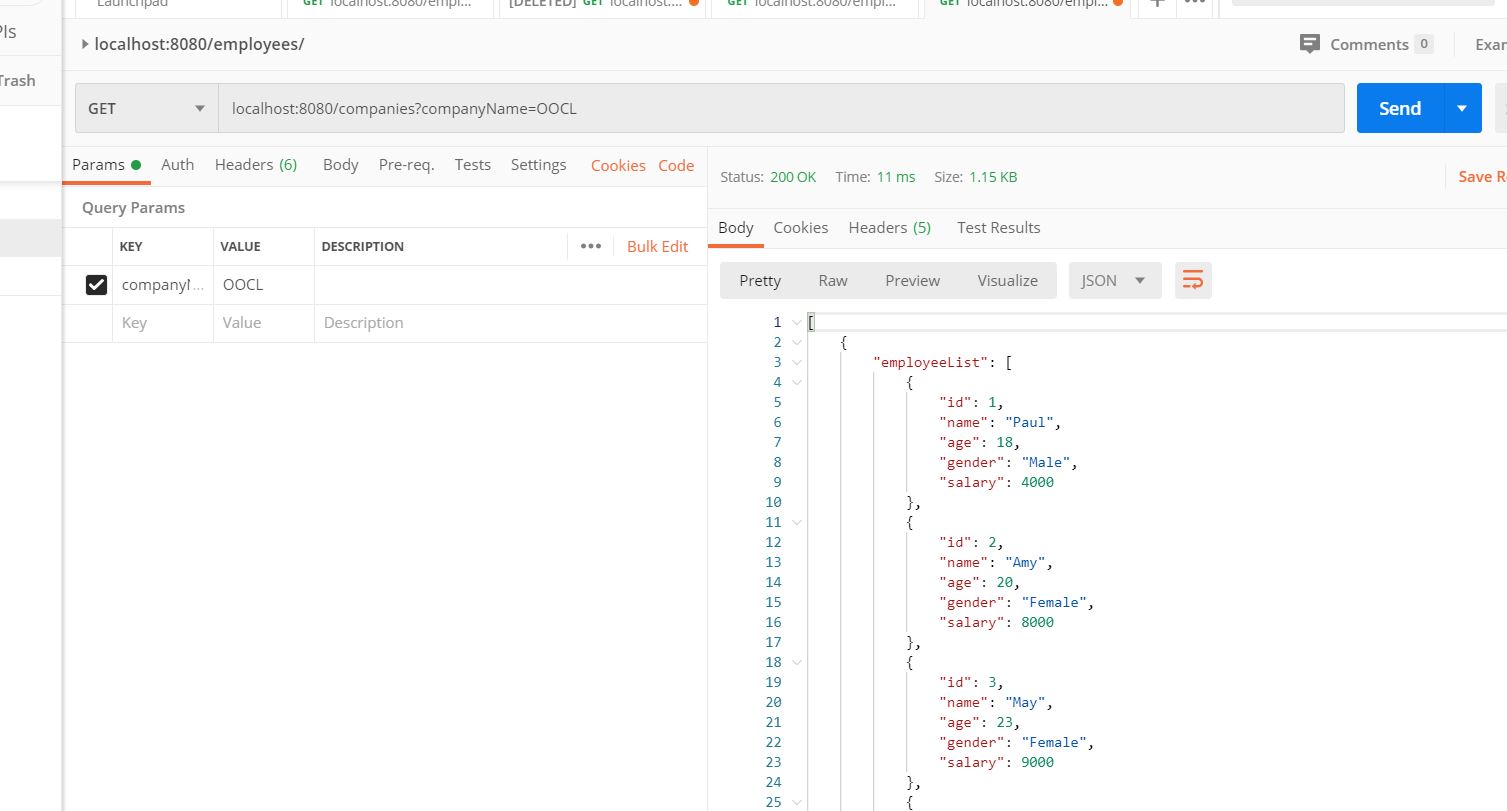 Launchpad
GET localhost:8080/empl...
[DELETED] GET localhost....
GET localhost:8080/empl...
GET localhost:8080/empl...
PIs
Trash
localhost:8080/employees/
Comments 0
Exar
GET
localhost:8080/companies?companyName=OOCL
Send
Params
Auth
Headers (6)
Body
Pre-req.
Tests
Settings
Cookies
Code
Query Params
KEY VALUE DESCRIPTION
Bulk Edit
companyN... OOCL
Key Value Description
Status: 200 OK Time: 11 ms Size: 1.15 KB
Save R
Body Cookies Headers (5) Test Results
Pretty Raw Preview Visualize JSON
1 [
2 {
3 "employeeList": [
4 {
5 "id": 1,
6 "name": "Paul",
7 "age": 18,
8 "gender": "Male",
9 "salary": 4000
10 },
11 {
12 "id": 2,
13 "name": "Amy",
14 "age": 20,
15 "gender": "Female",
16 "salary": 8000
17 },
18 {
19 "id": 3,
20 "name": "May",
21 "age": 23,
22 "gender": "Female",
23 "salary": 9000
24 },
25 {